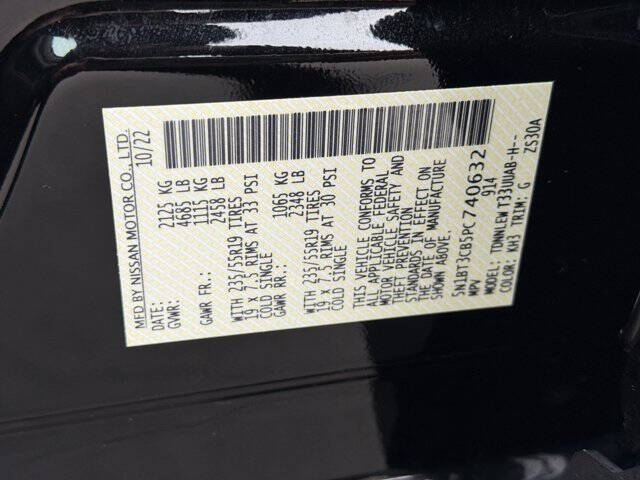 MFD BY NISSAN MOTOR CO., LTD.
DATE: 10/22
GVWR: 2125 KG
4685 LB
GAWR FR.: 1115 KG
2458 LB
WITH 235/55R19 TIRES
19 X 7.5 RIMS AT 33 PSI
COLD SINGLE
GAWR RR.: 1065 KG
2348 LB
WITH 235/55R19 TIRES
19 X 7.5 RIMS AT 30 PSI
COLD SINGLE
THIS VEHICLE CONFORMS TO
ALL APPLICABLE FEDERAL
MOTOR VEHICLE SAFETY AND
THEFT PREVENTION
STANDARDS IN EFFECT ON
THE DATE OF MANUFACTURE
SHOWN ABOVE.
5N1BT3CB5PC740632
MPV 914
MODEL: TDNNLEW T33UUAB-H--
COLOR: KH3 TRIM: G ZS30A